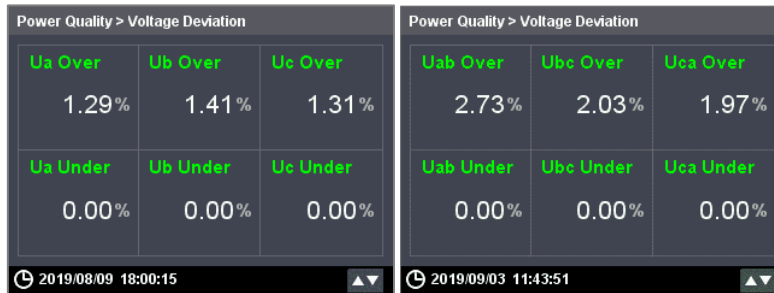 Power Quality > Voltage Deviation
Ua Over Ub Over Uc Over
1.29% 1.41% 1.31%
Ua Under Ub Under Uc Under
0.00% 0.00% 0.00%
2019/08/09 18:00:15
Power Quality > Voltage Deviation
Uab Over Ubc Over Uca Over
2.73% 2.03% 1.97%
Uab Under Ubc Under Uca Under
0.00% 0.00% 0.00%
2019/09/03 11:43:51